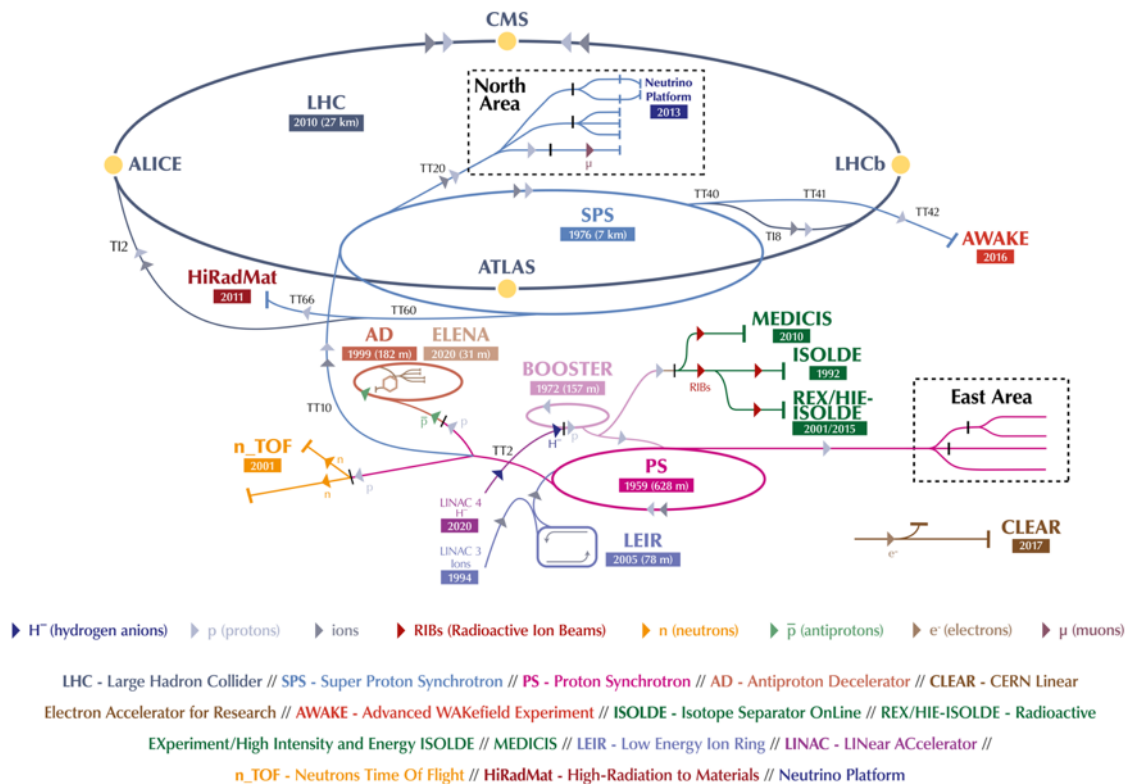 CMS
North
Area
Neutrino
Platform
2013
LHC
2010 (27 km)
ALICE
LHCb
TT20
μ
TT40
TT41
TT42
SPS
1976 (7 km)
TI8
AWAKE
2016
TI2
ATLAS
HiRadMat
2011
TT66
TT60
AD
1999 (182 m)
ELENA
2020 (31 m)
MEDICIS
2010
ISOLDE
1992
BOOSTER
1972 (157 m)
RIBs
REX/HIE-
ISOLDE
2001/2015
East Area
TT10
p̅
p
p
H⁻
n_TOF
2001
TT2
n
n
p
PS
1959 (628 m)
LINAC 4
H⁻
2020
LEIR
2005 (78 m)
LINAC 3
Ions
1994
CLEAR
2017
e⁻
H⁻ (hydrogen anions) p (protons) ions RIBs (Radioactive Ion Beams) n (neutrons) p̅ (antiprotons) e⁻ (electrons) μ (muons)
LHC - Large Hadron Collider // SPS - Super Proton Synchrotron // PS - Proton Synchrotron // AD - Antiproton Decelerator // CLEAR - CERN Linear
Electron Accelerator for Research // AWAKE - Advanced WAKefield Experiment // ISOLDE - Isotope Separator OnLine // REX/HIE-ISOLDE - Radioactive
EXperiment/High Intensity and Energy ISOLDE // MEDICIS // LEIR - Low Energy Ion Ring // LINAC - LINear ACcelerator //
n_TOF - Neutrons Time Of Flight // HiRadMat - High-Radiation to Materials // Neutrino Platform